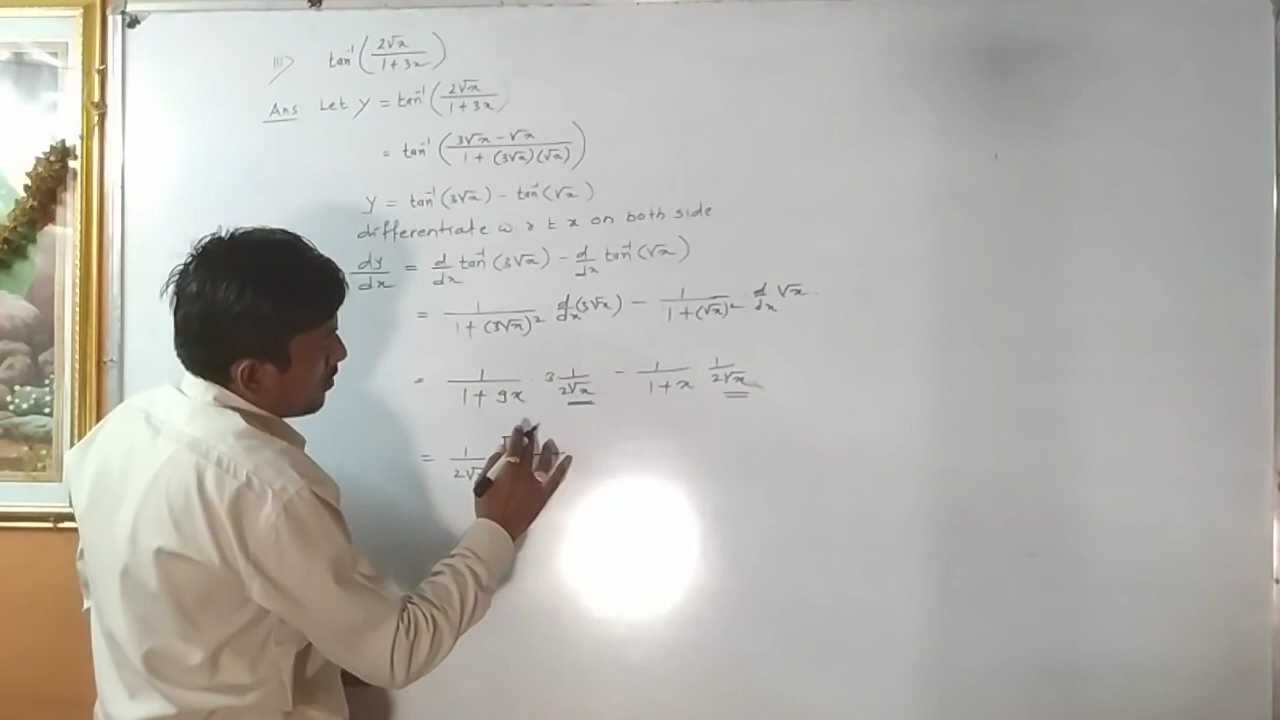 III) tan⁻¹(2√x / 1+3x)
Ans Let y = tan⁻¹(2√x / 1+3x)
= tan⁻¹(3√x − √x / 1 + (3√x)(√x))
y = tan⁻¹(3√x) − tan⁻¹(√x)
differentiate w r t x on both side
dy/dx = d/dx tan⁻¹(3√x) − d/dx tan⁻¹(√x)
= 1 / 1+(3√x)² d/dx (3√x) − 1 / 1+(√x)² d/dx √x
= 1 / 1+9x · 3 1/2√x − 1 / 1+x 1/2√x
= 1 / 2√x